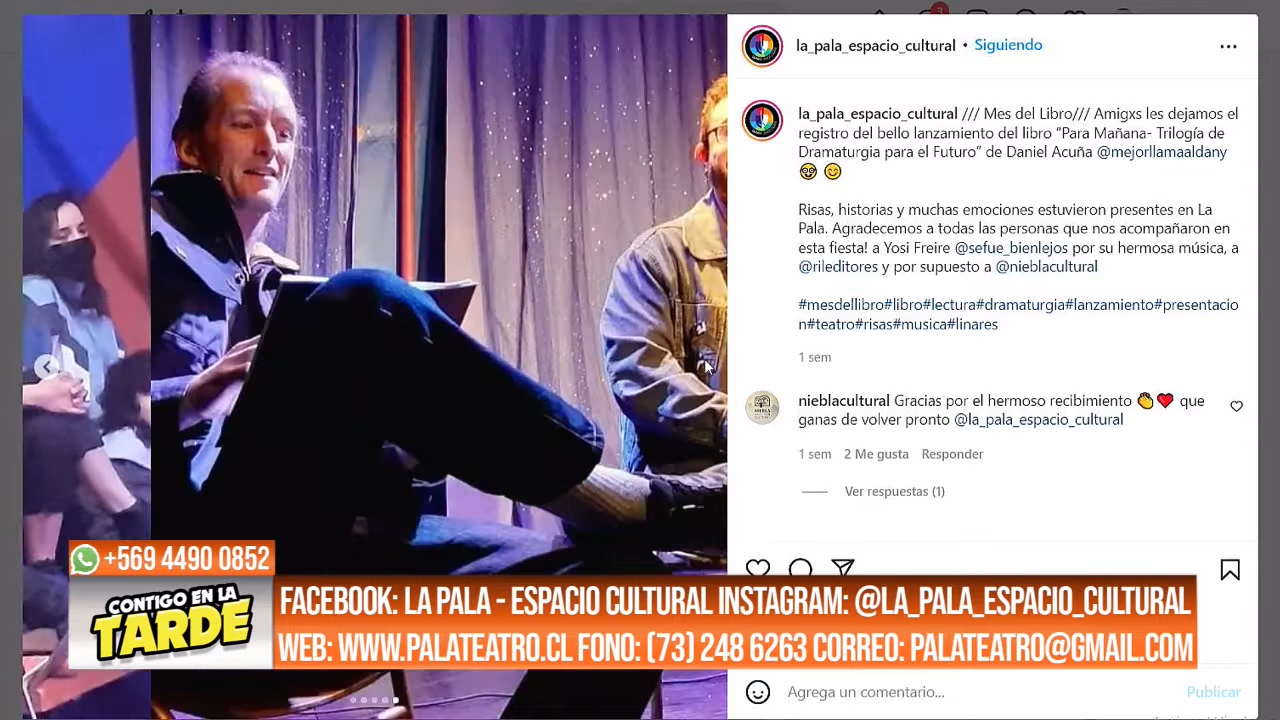 la_pala_espacio_cultural • Siguiendo
la_pala_espacio_cultural /// Mes del Libro/// Amigxs les dejamos el
registro del bello lanzamiento del libro “Para Mañana- Trilogía de
Dramaturgia para el Futuro” de Daniel Acuña @mejorllamaaldany
🤓 😊
Risas, historias y muchas emociones estuvieron presentes en La
Pala. Agradecemos a todas las personas que nos acompañaron en
esta fiesta! a Yosi Freire @sefue_bienlejos por su hermosa música, a
@rileditores y por supuesto a @nieblacultural
#mesdellibro#libro#lectura#dramaturgia#lanzamiento#presentacio
n#teatro#risas#musica#linares
1 sem
nieblacultural Gracias por el hermoso recibimiento 👏❤️ que
ganas de volver pronto @la_pala_espacio_cultural
1 sem 2 Me gusta Responder
Ver respuestas (1)
+569 4490 0852
CONTIGO EN LA
TARDE
FACEBOOK: LA PALA - ESPACIO CULTURAL INSTAGRAM: @LA_PALA_ESPACIO_CULTURAL
WEB: WWW.PALATEATRO.CL FONO: (73) 248 6263 CORREO: PALATEATRO@GMAIL.COM
Agrega un comentario...
Publicar